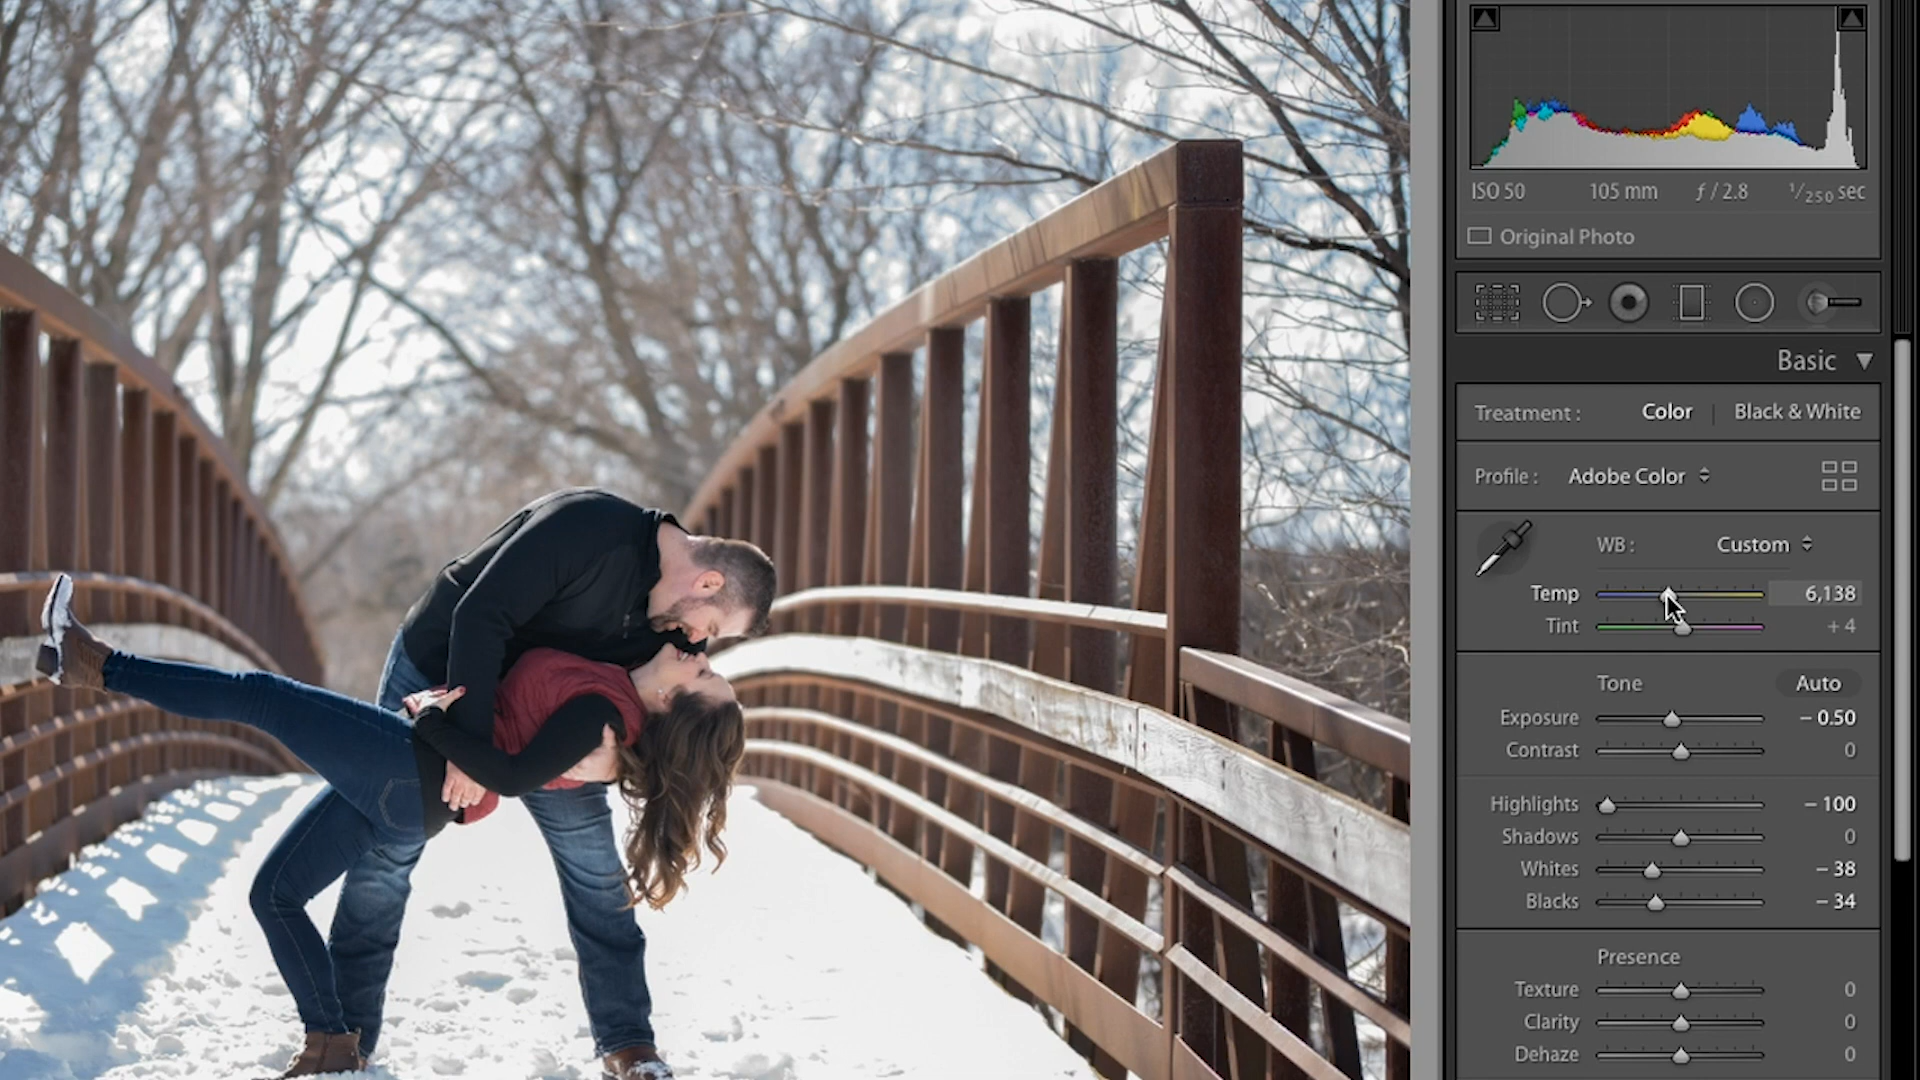 ISO 50 105 mm ƒ / 2.8 1/250 sec
Original Photo
Basic
Treatment : Color Black & White
Profile : Adobe Color
WB : Custom
Temp 6,138
Tint + 4
Tone Auto
Exposure − 0.50
Contrast 0
Highlights − 100
Shadows 0
Whites − 38
Blacks − 34
Presence
Texture 0
Clarity 0
Dehaze 0